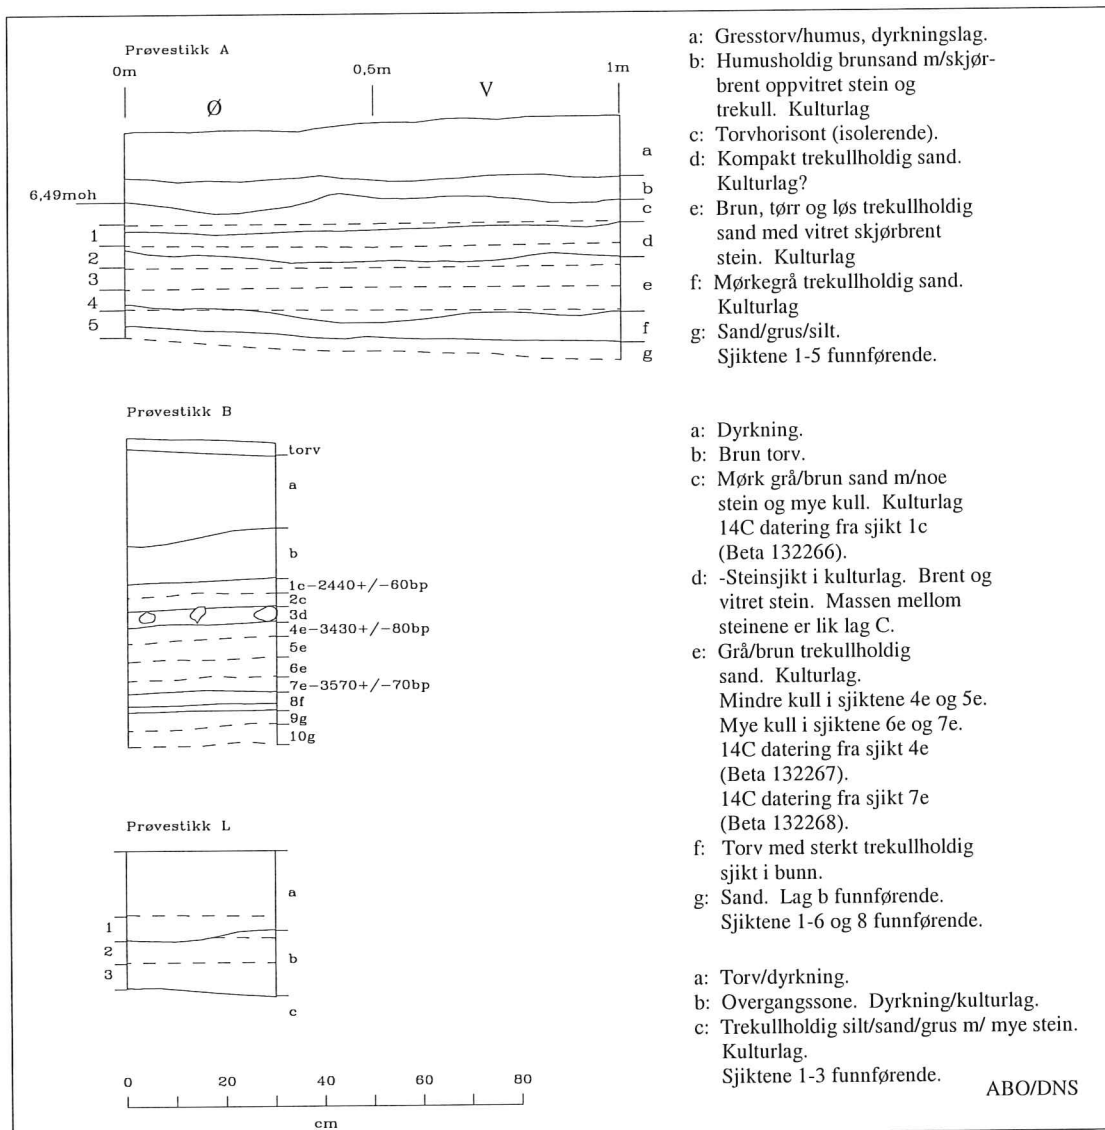 Prøvestikk A
0m 0,5m 1m
Ø V
a
b
6,49moh
c
1
d
2
3
e
4
5
f
g
a: Gresstorv/humus, dyrkningslag.
b: Humusholdig brunsand m/skjør-
brent oppvitret stein og
trekull. Kulturlag
c: Torvhorisont (isolerende).
d: Kompakt trekullholdig sand.
Kulturlag?
e: Brun, tørr og løs trekullholdig
sand med vitret skjørbrent
stein. Kulturlag
f: Mørkegrå trekullholdig sand.
Kulturlag
g: Sand/grus/silt.
Sjiktene 1-5 funnførende.
Prøvestikk B
torv
a
b
1c-2440+/-60bp
2c
3d
4e-3430+/-80bp
5e
6e
7e-3570+/-70bp
8f
9g
10g
a: Dyrkning.
b: Brun torv.
c: Mørk grå/brun sand m/noe
stein og mye kull. Kulturlag
14C datering fra sjikt 1c
(Beta 132266).
d: -Steinsjikt i kulturlag. Brent og
vitret stein. Massen mellom
steinene er lik lag C.
e: Grå/brun trekullholdig
sand. Kulturlag.
Mindre kull i sjiktene 4e og 5e.
Mye kull i sjiktene 6e og 7e.
14C datering fra sjikt 4e
(Beta 132267).
14C datering fra sjikt 7e
(Beta 132268).
f: Torv med sterkt trekullholdig
sjikt i bunn.
g: Sand. Lag b funnførende.
Sjiktene 1-6 og 8 funnførende.
Prøvestikk L
a
1
2
b
3
c
a: Torv/dyrkning.
b: Overgangssone. Dyrkning/kulturlag.
c: Trekullholdig silt/sand/grus m/ mye stein.
Kulturlag.
Sjiktene 1-3 funnførende.
0 20 40 60 80
cm
ABO/DNS